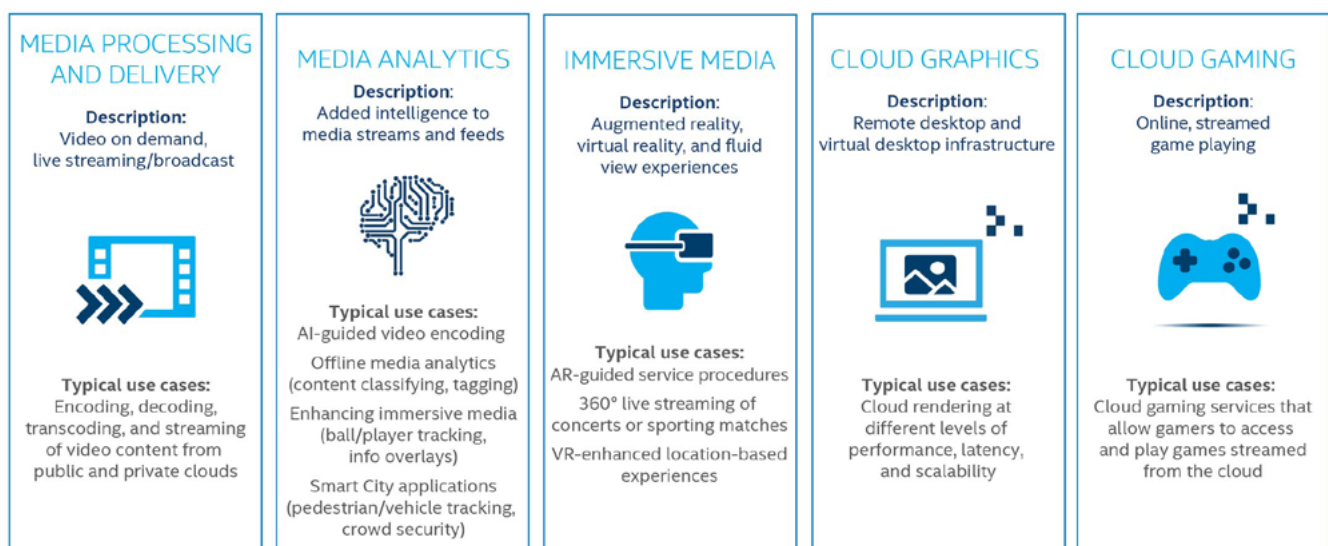 MEDIA PROCESSING
AND DELIVERY
Description:
Video on demand,
live streaming/broadcast
Typical use cases:
Encoding, decoding,
transcoding, and streaming
of video content from
public and private clouds
MEDIA ANALYTICS
Description:
Added intelligence to
media streams and feeds
Typical use cases:
AI-guided video encoding
Offline media analytics
(content classifying, tagging)
Enhancing immersive media
(ball/player tracking,
info overlays)
Smart City applications
(pedestrian/vehicle tracking,
crowd security)
IMMERSIVE MEDIA
Description:
Augmented reality,
virtual reality, and fluid
view experiences
Typical use cases:
AR-guided service procedures
360° live streaming of
concerts or sporting matches
VR-enhanced location-based
experiences
CLOUD GRAPHICS
Description:
Remote desktop and
virtual desktop infrastructure
Typical use cases:
Cloud rendering at
different levels of
performance, latency,
and scalability
CLOUD GAMING
Description:
Online, streamed
game playing
Typical use cases:
Cloud gaming services that
allow gamers to access
and play games streamed
from the cloud